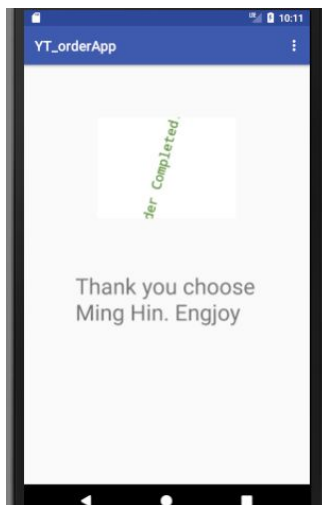 10:11
YT_orderApp
der Completed.
Thank you choose
Ming Hin. Engjoy